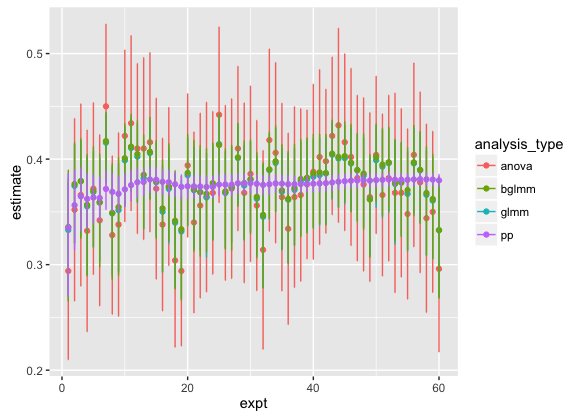 0.5
0.4
0.3
0.2
estimate
0
20
40
60
expt
analysis_type
anova
bglmm
glmm
pp